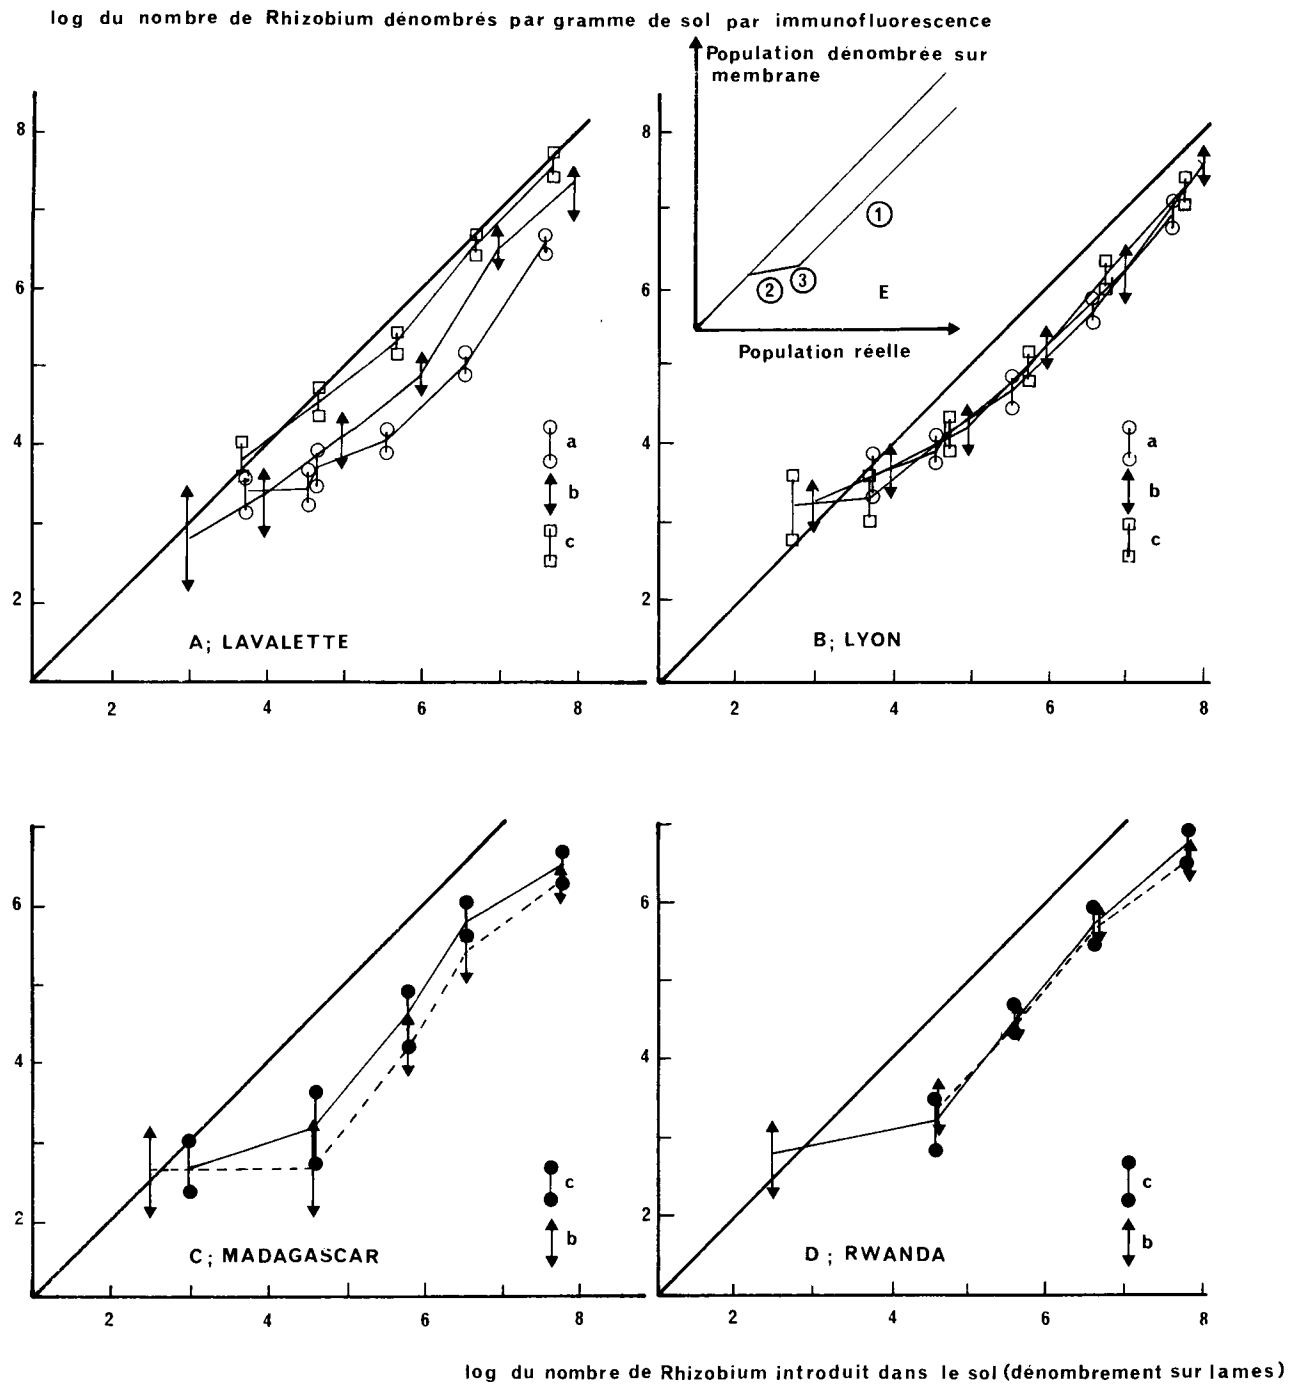 log du nombre de Rhizobium dénombrés par gramme de sol par immunofluorescence
Population dénombrée sur
membrane
8
6
4
2
2 4 6 8
a
b
c
A; LAVALETTE
8
6
4
2
2 4 6 8
1
2
3
E
Population réelle
a
b
c
B; LYON
6
4
2
2 4 6 8
c
b
C; MADAGASCAR
6
4
2
2 4 6 8
c
b
D; RWANDA
log du nombre de Rhizobium introduit dans le sol (dénombrement sur lames)